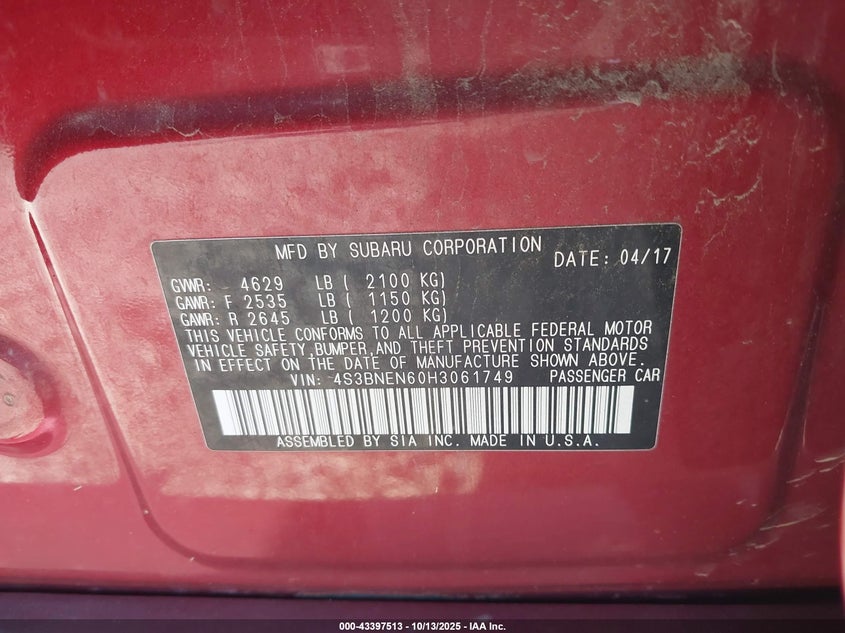 MFD BY SUBARU CORPORATION DATE: 04/17
GVWR: 4629 LB ( 2100 KG)
GAWR: F 2535 LB ( 1150 KG)
GAWR: R 2645 LB ( 1200 KG)
THIS VEHICLE CONFORMS TO ALL APPLICABLE FEDERAL MOTOR
VEHICLE SAFETY,BUMPER,AND THEFT PREVENTION STANDARDS
IN EFFECT ON THE DATE OF MANUFACTURE SHOWN ABOVE.
VIN: 4S3BNEN60H3061749 PASSENGER CAR
ASSEMBLED BY SIA INC. MADE IN U.S.A.
000-43397513 - 10/13/2025 - IAA Inc.